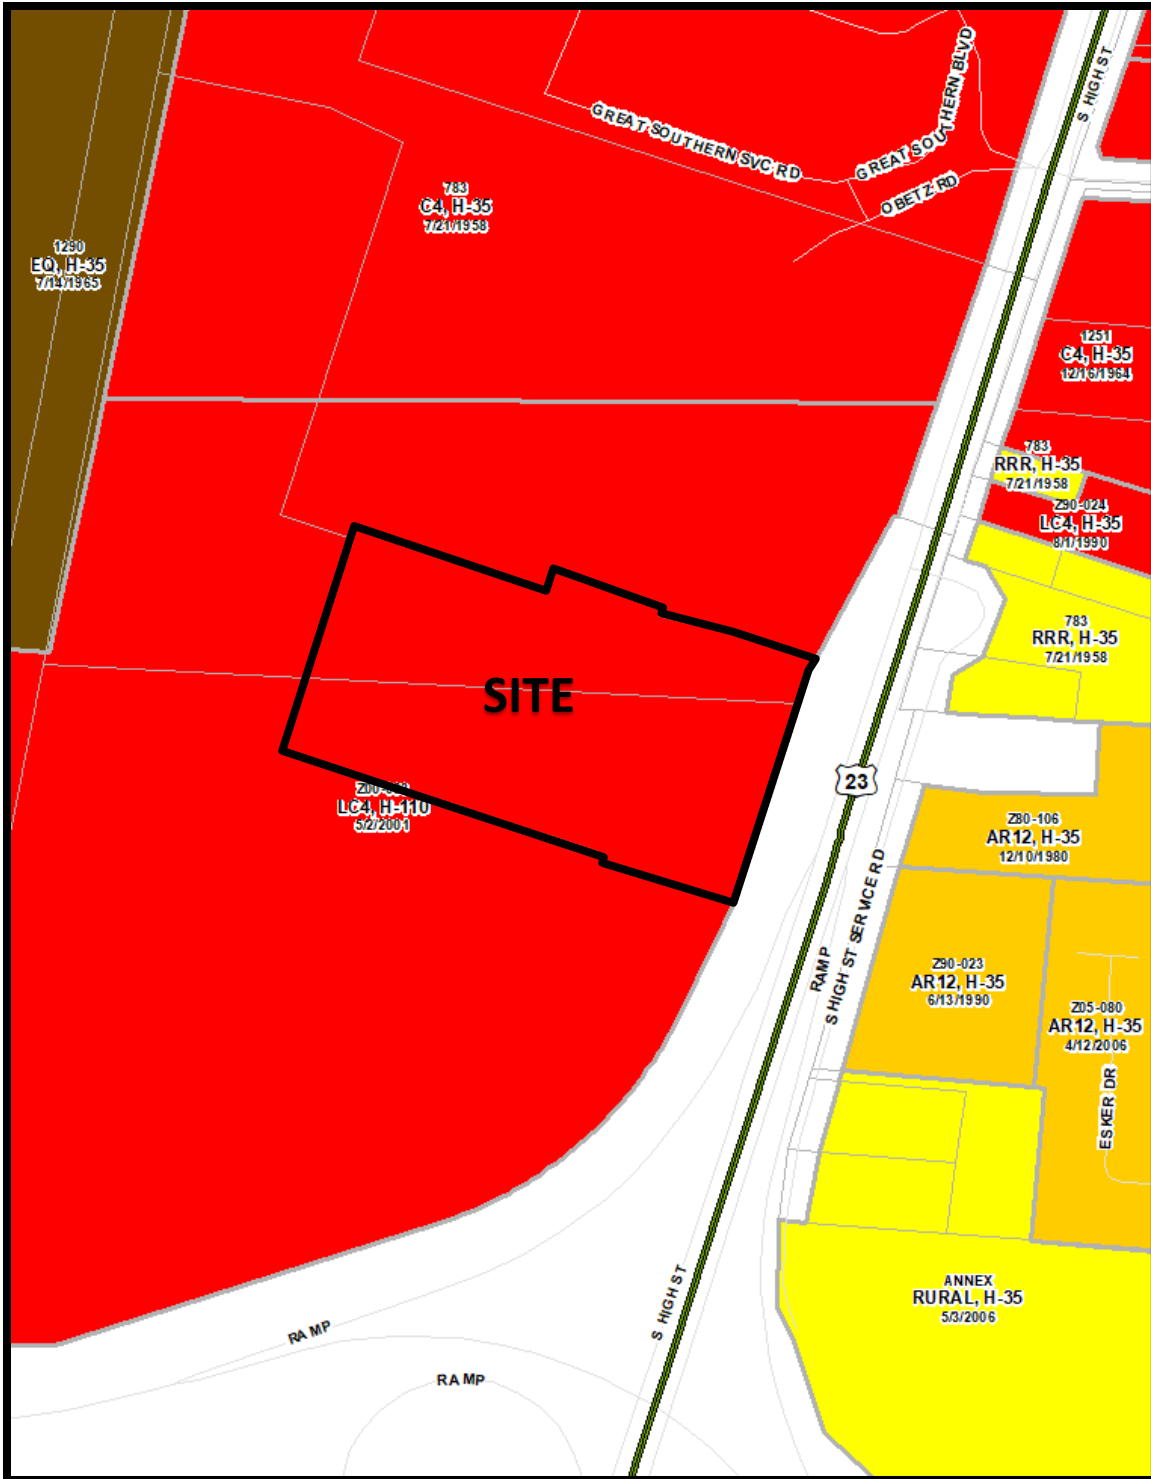 S HIGH ST
GREAT SOUTHERN BLVD
GREAT SOUTHERN SVC RD
OBETZ RD
783
C4, H-35
7/21/1958
1290
EQ, H-35
7/14/1965
1251
C4, H-35
12/16/1964
783
RRR, H-35
7/21/1958
Z90-024
LC4, H-35
8/1/1990
783
RRR, H-35
7/21/1958
SITE
23
LC4, H-110
5/2/2001
Z80-106
AR12, H-35
12/10/1980
RAMP
S HIGH ST SERVICE RD
Z90-023
AR12, H-35
6/13/1990
Z05-080
AR12, H-35
4/12/2006
ESKER DR
ANNEX
RURAL, H-35
5/3/2006
S HIGH ST
RAMP
RAMP